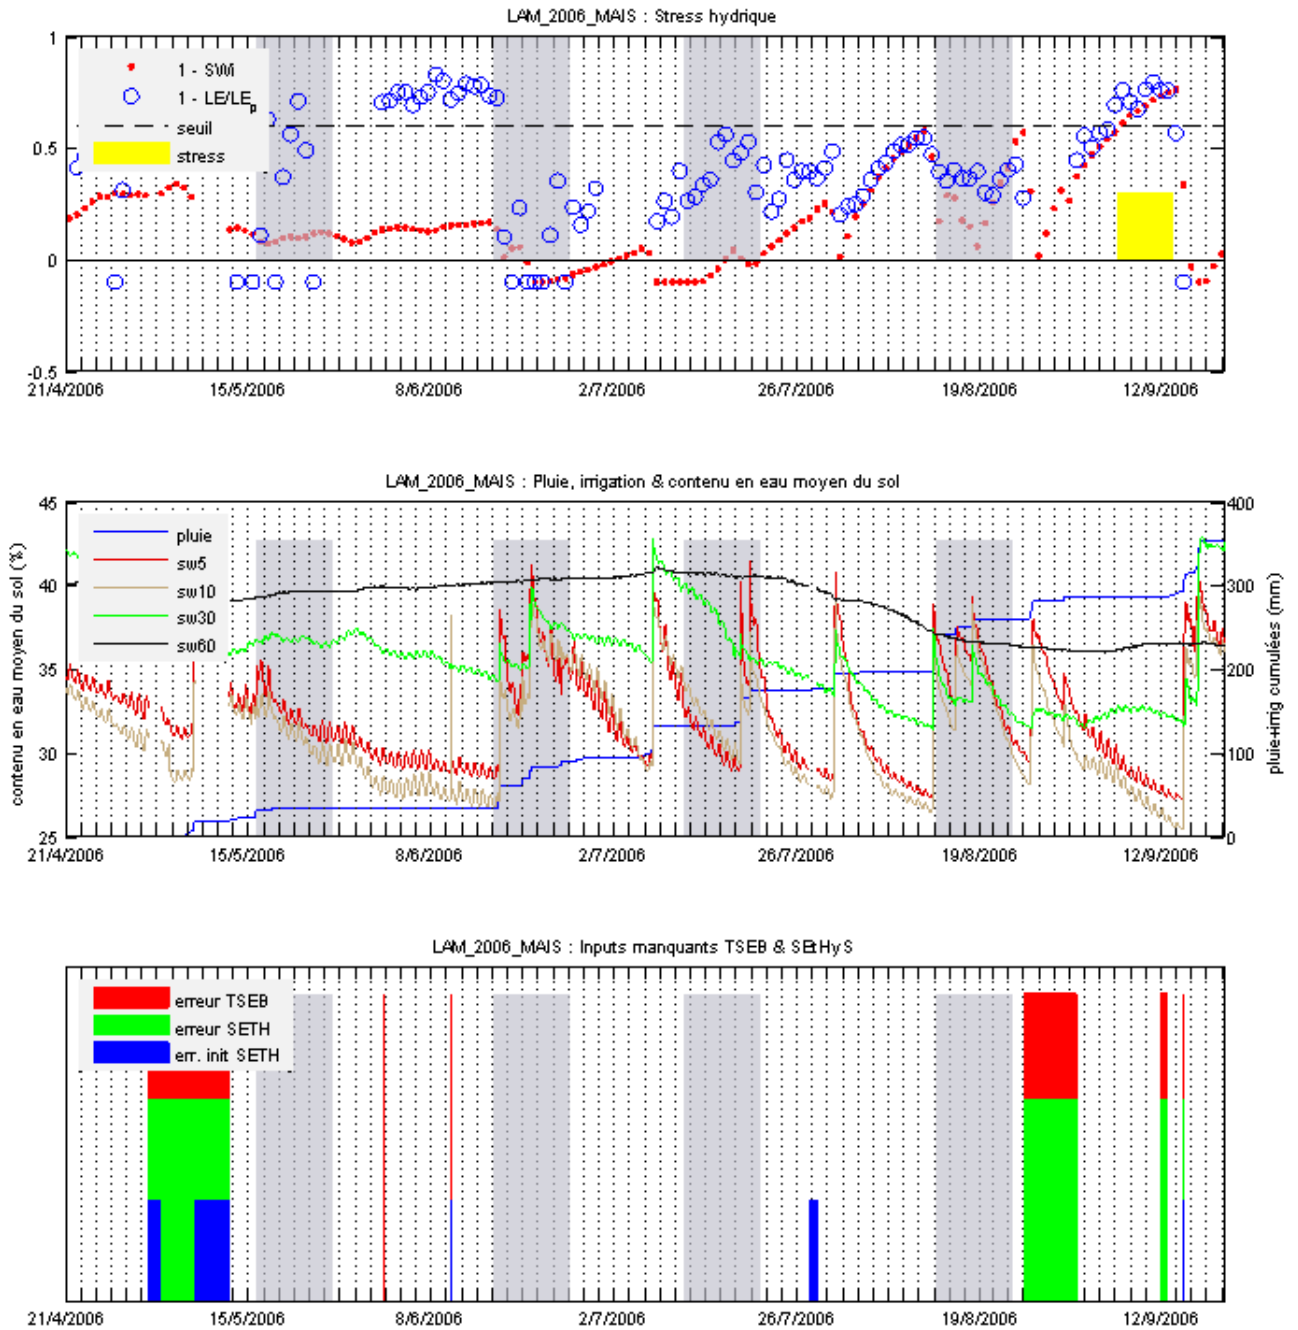 LAM_2006_MAIS : Stress hydrique
1
0.5
0
-0.5
1 - SWI
1 - LE/LEp
seuil
stress
21/4/2006 15/5/2006 8/6/2006 2/7/2006 26/7/2006 19/8/2006 12/9/2006
LAM_2006_MAIS : Pluie, irrigation & contenu en eau moyen du sol
contenu en eau moyen du sol (%)
45
40
35
30
25
pluie
sw5
sw10
sw30
sw60
400
300
200
100
0
pluie+irrig cumulées (mm)
21/4/2006 15/5/2006 8/6/2006 2/7/2006 26/7/2006 19/8/2006 12/9/2006
LAM_2006_MAIS : Inputs manquants TSEB & SEtHyS
erreur TSEB
erreur SETH
err. init SETH
21/4/2006 15/5/2006 8/6/2006 2/7/2006 26/7/2006 19/8/2006 12/9/2006